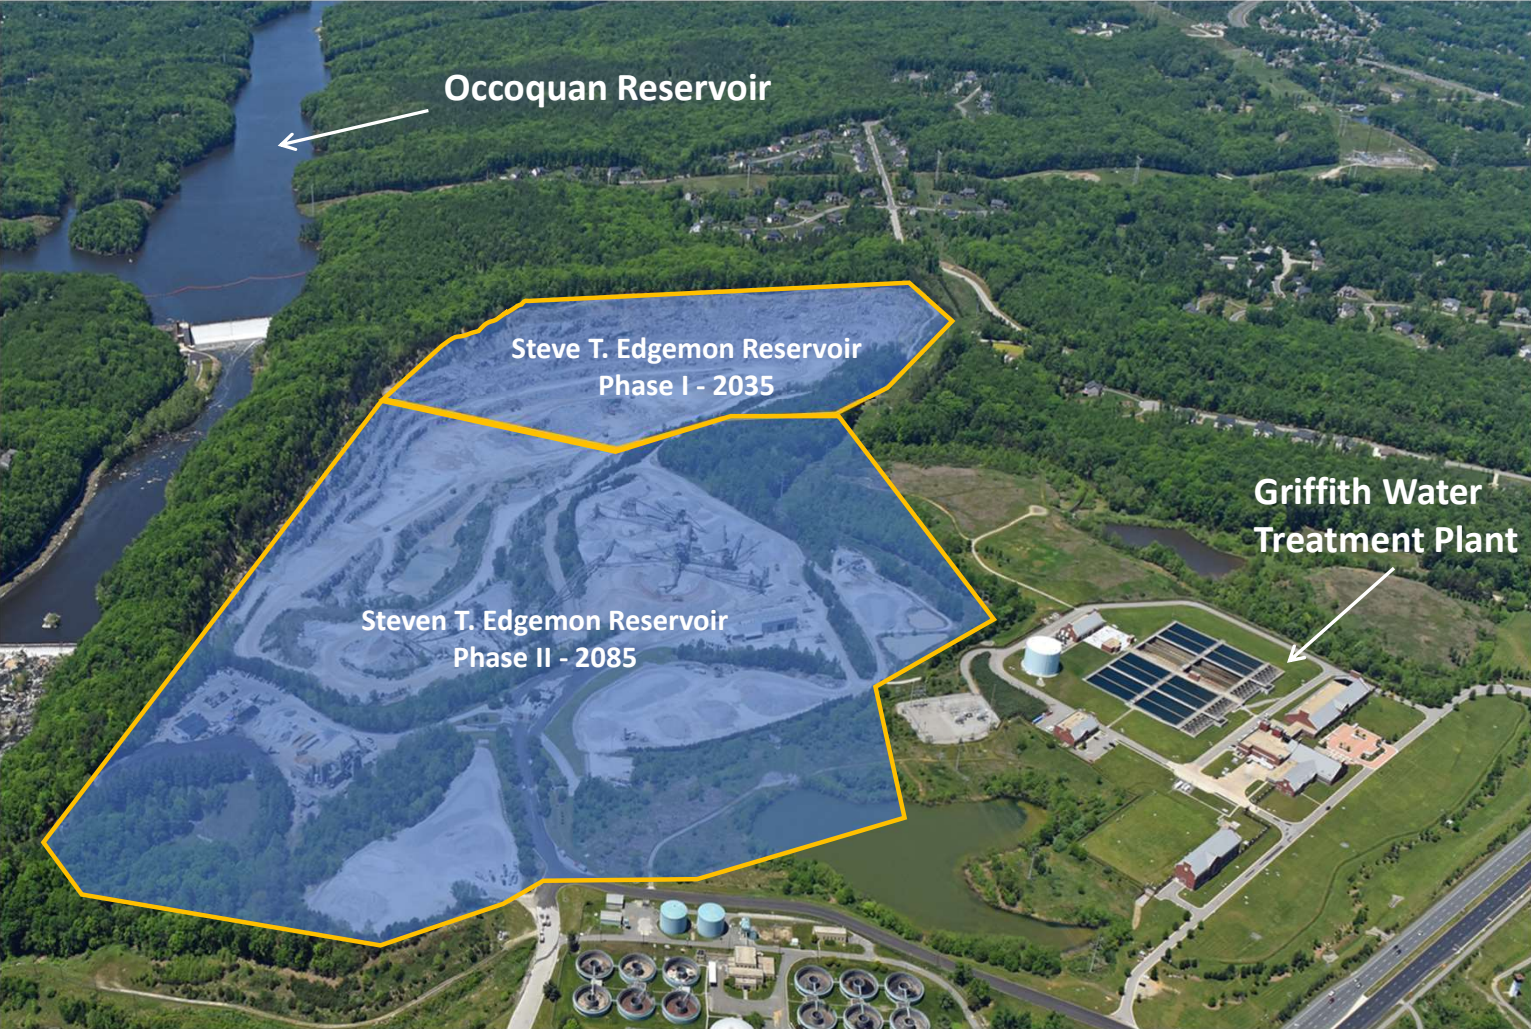 Occoquan Reservoir
Steve T. Edgemon Reservoir
Phase I - 2035
Griffith Water
Treatment Plant
Steven T. Edgemon Reservoir
Phase II - 2085